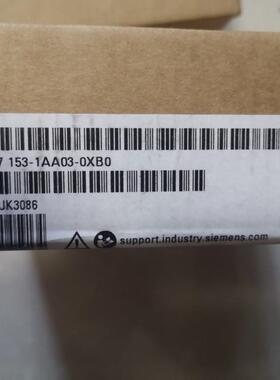 7 153-1AA03-0XB0
JK3086
support.industry.siemens.com